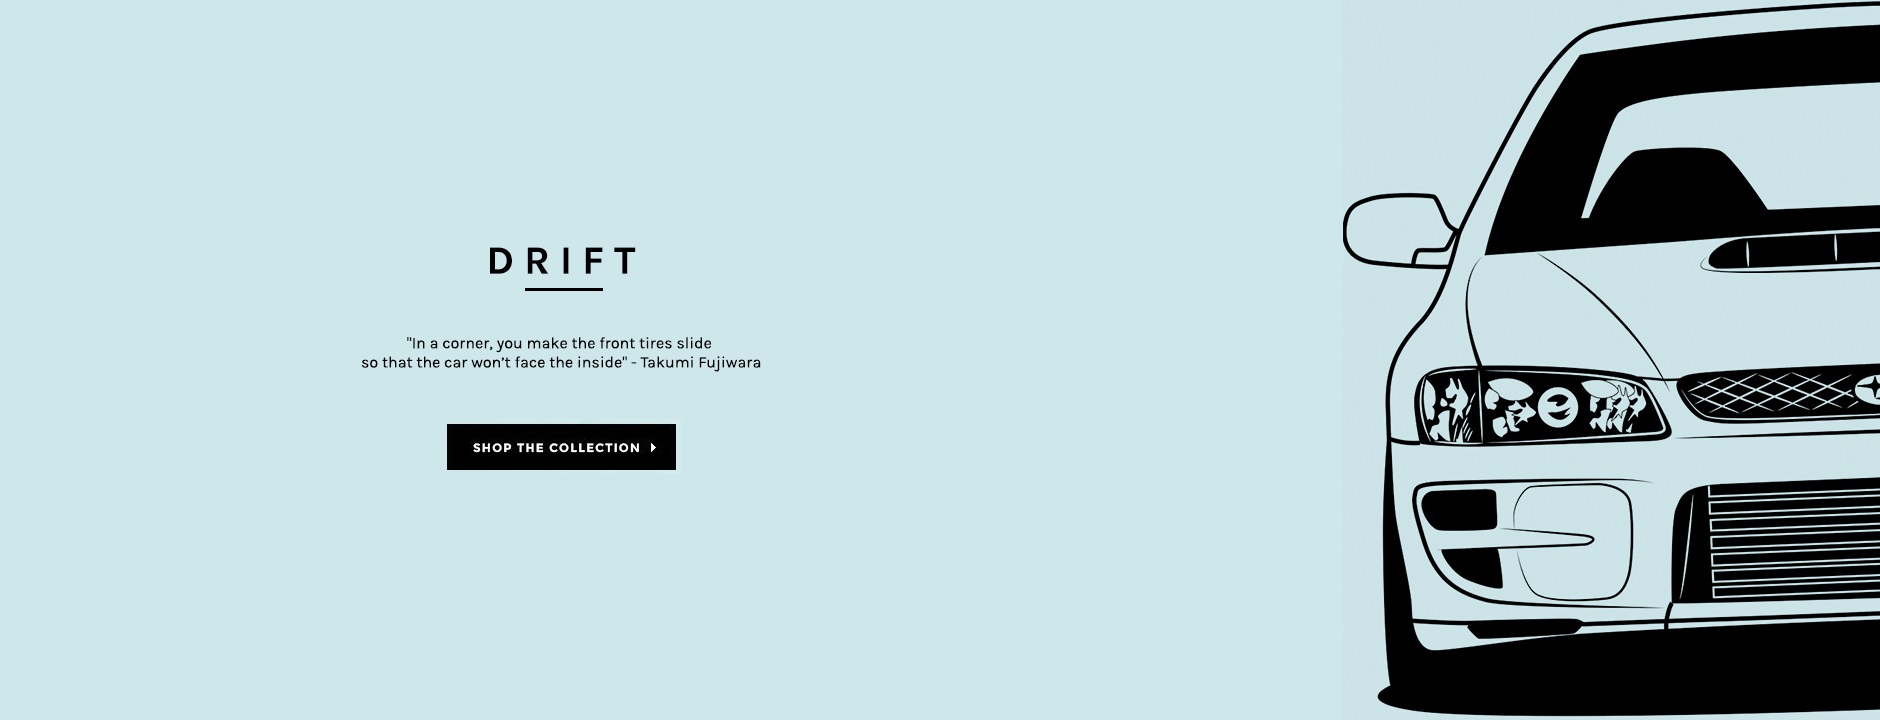 DRIFT
"In a corner, you make the front tires slide
so that the car won’t face the inside" - Takumi Fujiwara
SHOP THE COLLECTION